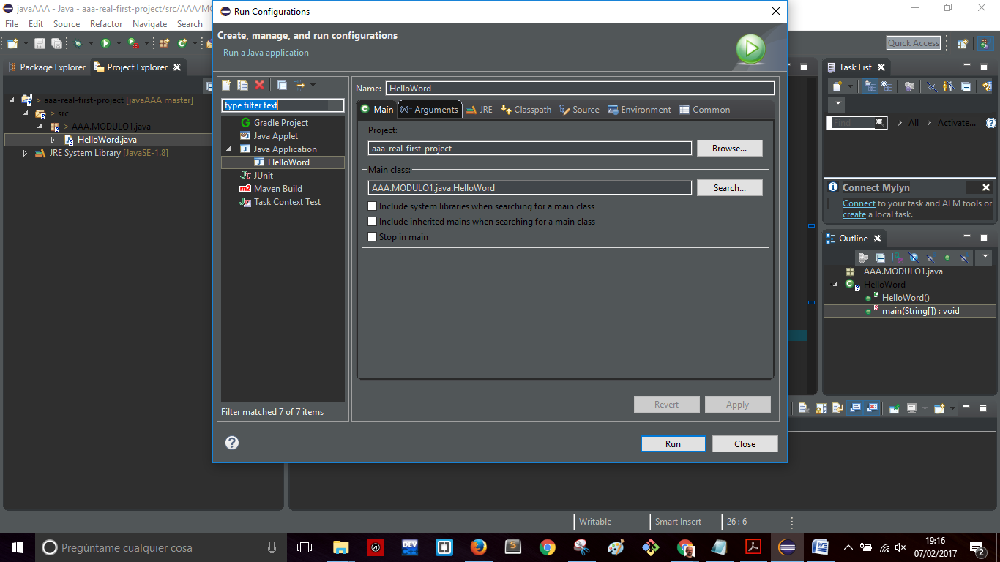 javaAAA - Java - aaa-real-first-project/src/AAA/MO
File Edit Source Refactor Navigate Search
Quick Access
Package Explorer Project Explorer
> aaa-real-first-project [javaAAA master]
> src
> AAA.MODULO1.java
HelloWord.java
JRE System Library [JavaSE-1.8]
Run Configurations
Create, manage, and run configurations
Run a Java application
type filter text
Gradle Project
Java Applet
Java Application
HelloWord
JUnit
m2 Maven Build
Task Context Test
Filter matched 7 of 7 items
Name: HelloWord
Main Arguments JRE Classpath Source Environment Common
Project:
aaa-real-first-project
Browse...
Main class:
AAA.MODULO1.java.HelloWord
Search...
Include system libraries when searching for a main class
Include inherited mains when searching for a main class
Stop in main
Revert Apply
Run Close
Task List
Find All Activate...
Connect Mylyn
Connect to your task and ALM tools or
create a local task.
Outline
AAA.MODULO1.java
HelloWord
HelloWord()
main(String[]) : void
Writable Smart Insert 26 : 6
Pregúntame cualquier cosa
DEV
19:16
07/02/2017
2